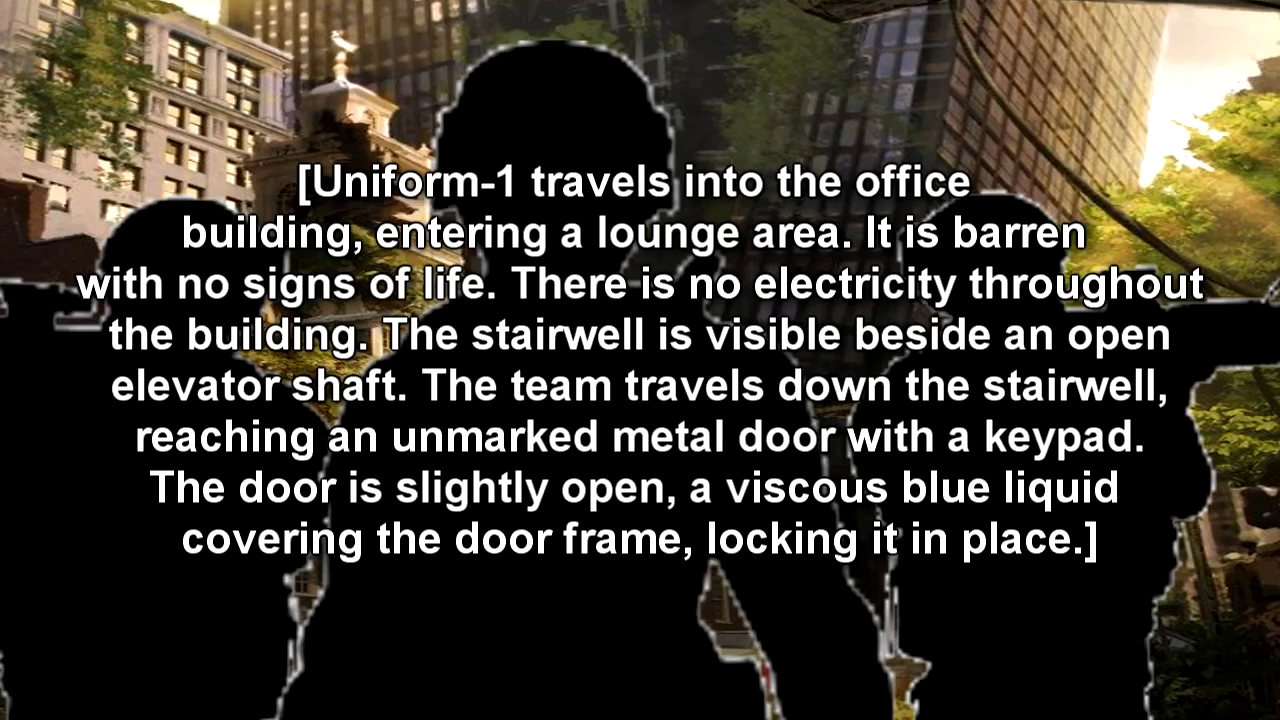 [Uniform-1 travels into the office
building, entering a lounge area. It is barren
with no signs of life. There is no electricity throughout
the building. The stairwell is visible beside an open
elevator shaft. The team travels down the stairwell,
reaching an unmarked metal door with a keypad.
The door is slightly open, a viscous blue liquid
covering the door frame, locking it in place.]